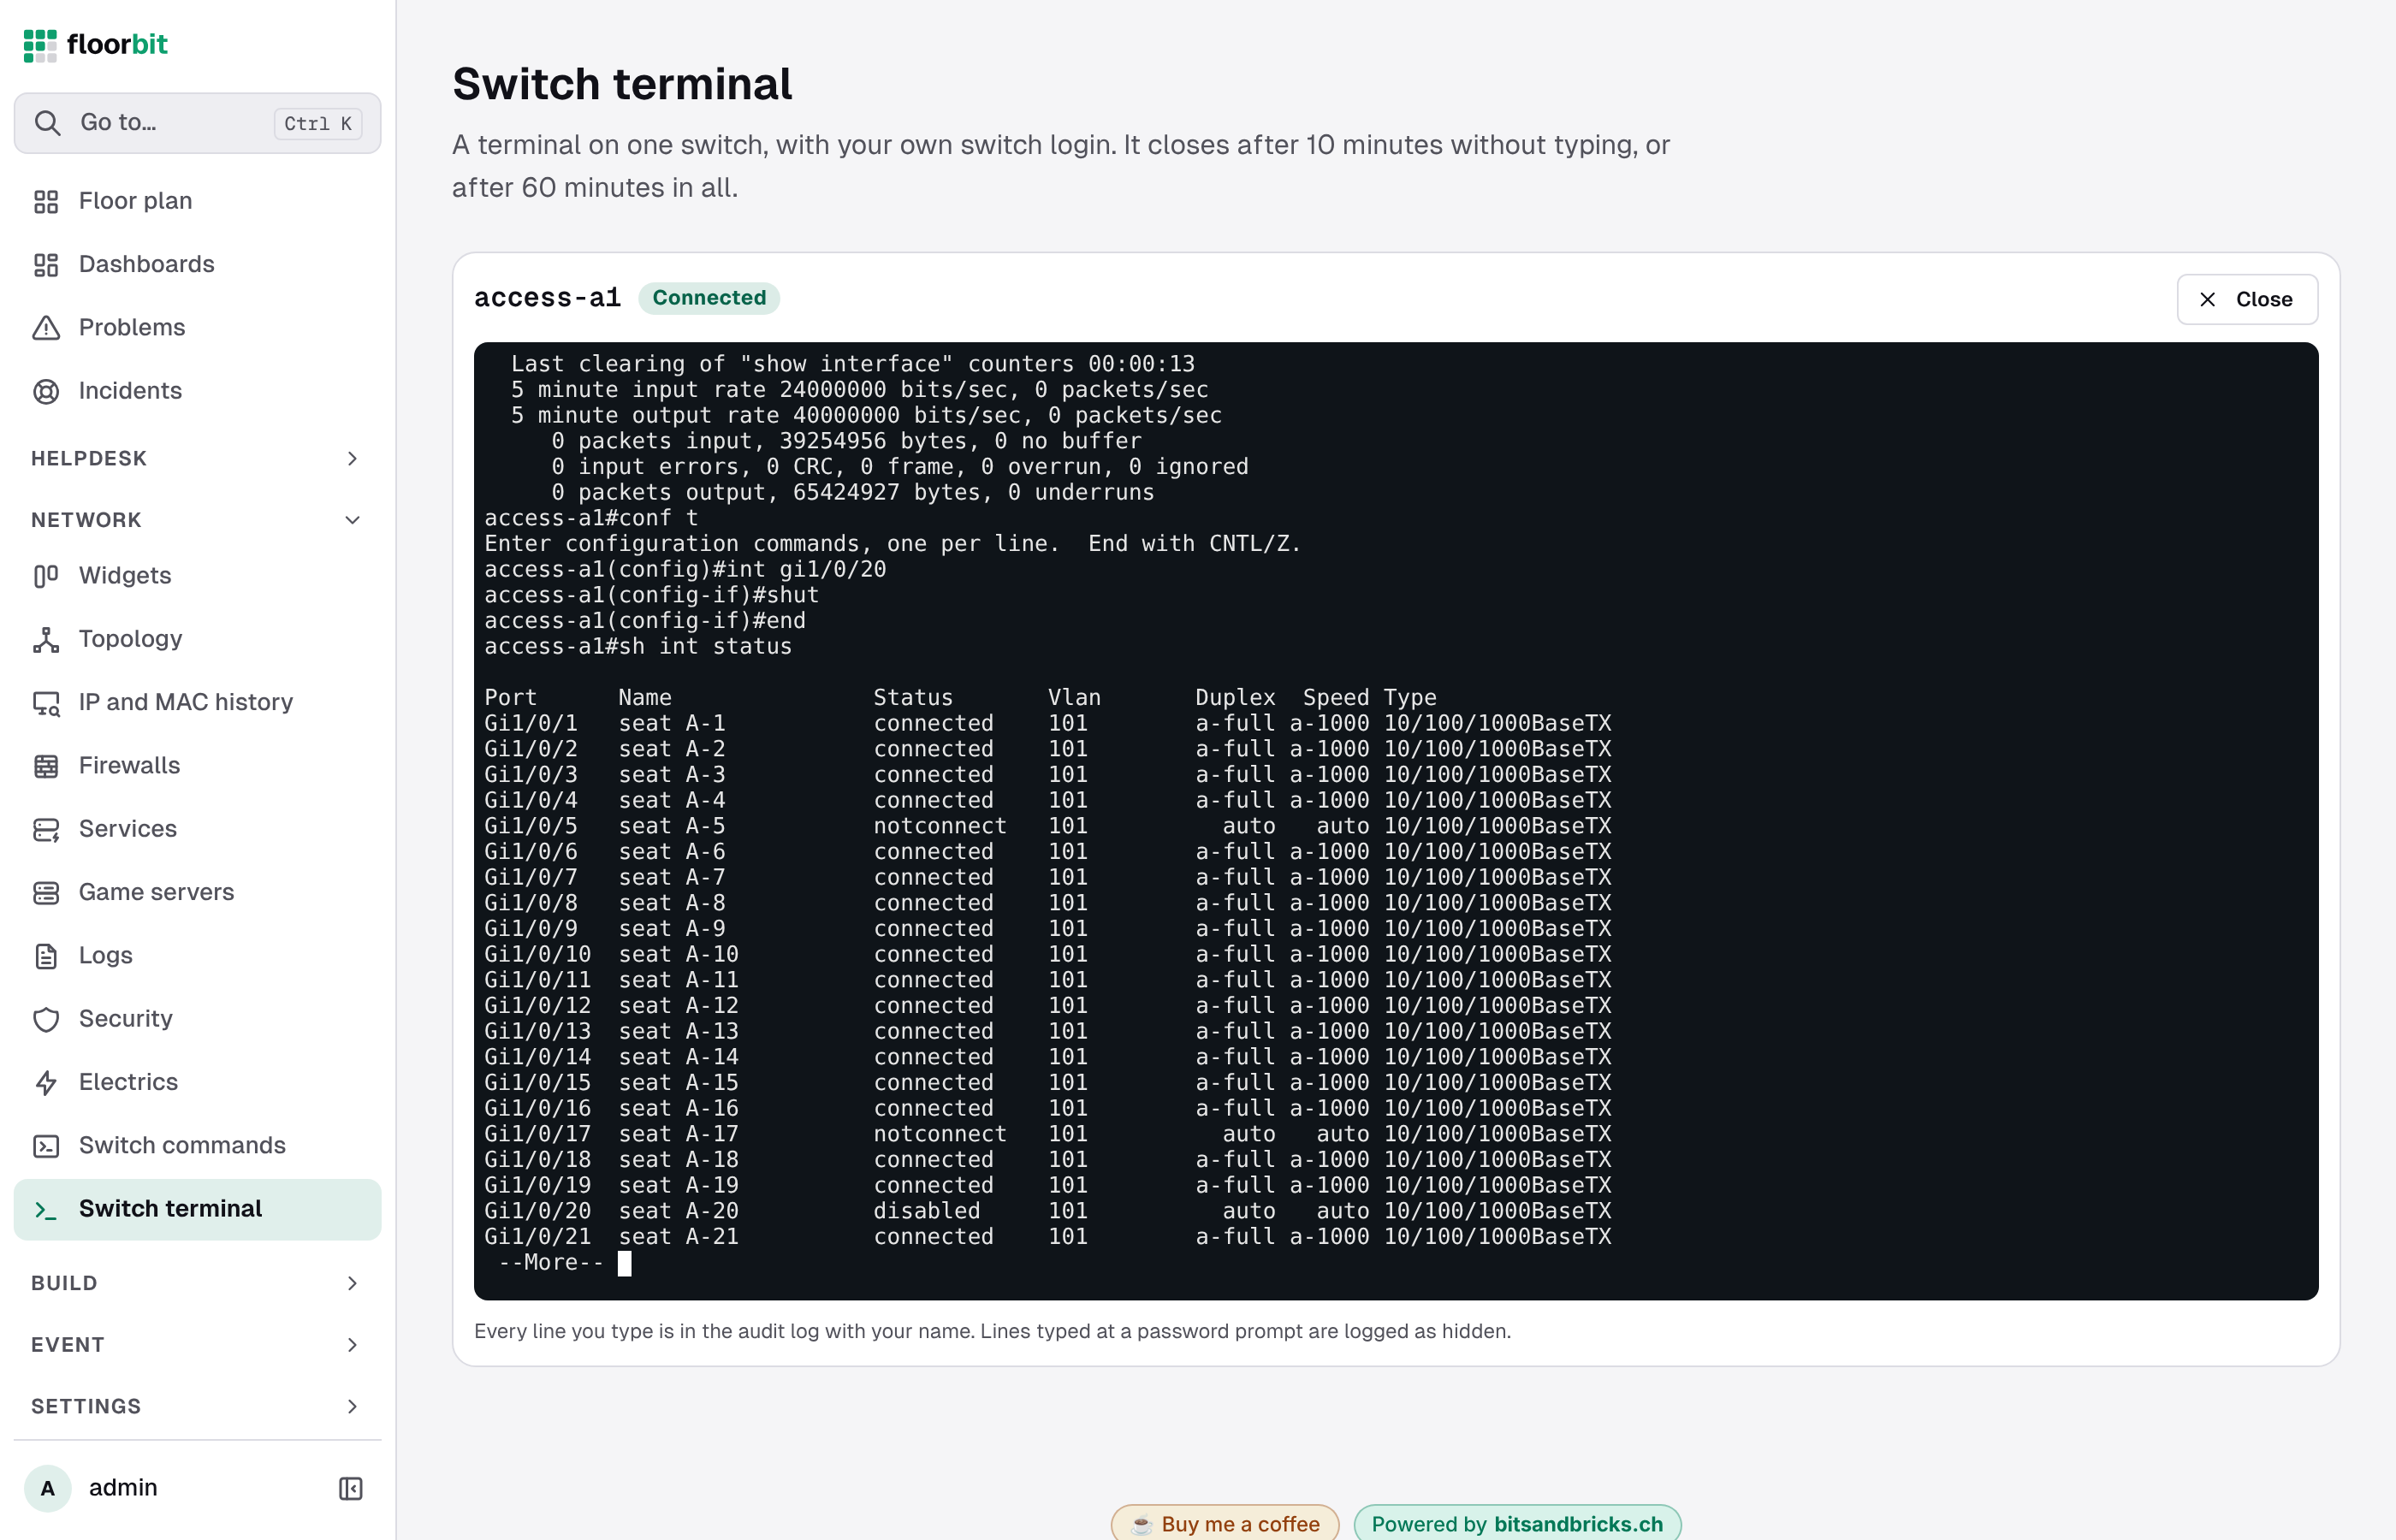 floorbit
Go to...
Ctrl K
Floor plan
Dashboards
Problems
Incidents
HELPDESK
NETWORK
Widgets
Topology
IP and MAC history
Firewalls
Services
Game servers
Logs
Security
Electrics
Switch commands
Switch terminal
BUILD
EVENT
SETTINGS
A admin
Switch terminal
A terminal on one switch, with your own switch login. It closes after 10 minutes without typing, or
after 60 minutes in all.
access-a1 Connected
Close
Last clearing of "show interface" counters 00:00:13
5 minute input rate 24000000 bits/sec, 0 packets/sec
5 minute output rate 40000000 bits/sec, 0 packets/sec
0 packets input, 39254956 bytes, 0 no buffer
0 input errors, 0 CRC, 0 frame, 0 overrun, 0 ignored
0 packets output, 65424927 bytes, 0 underruns
access-a1#conf t
Enter configuration commands, one per line.  End with CNTL/Z.
access-a1(config)#int gi1/0/20
access-a1(config-if)#shut
access-a1(config-if)#end
access-a1#sh int status
Port      Name               Status       Vlan       Duplex  Speed Type
Gi1/0/1   seat A-1           connected    101        a-full a-1000 10/100/1000BaseTX
Gi1/0/2   seat A-2           connected    101        a-full a-1000 10/100/1000BaseTX
Gi1/0/3   seat A-3           connected    101        a-full a-1000 10/100/1000BaseTX
Gi1/0/4   seat A-4           connected    101        a-full a-1000 10/100/1000BaseTX
Gi1/0/5   seat A-5           notconnect   101          auto   auto 10/100/1000BaseTX
Gi1/0/6   seat A-6           connected    101        a-full a-1000 10/100/1000BaseTX
Gi1/0/7   seat A-7           connected    101        a-full a-1000 10/100/1000BaseTX
Gi1/0/8   seat A-8           connected    101        a-full a-1000 10/100/1000BaseTX
Gi1/0/9   seat A-9           connected    101        a-full a-1000 10/100/1000BaseTX
Gi1/0/10  seat A-10          connected    101        a-full a-1000 10/100/1000BaseTX
Gi1/0/11  seat A-11          connected    101        a-full a-1000 10/100/1000BaseTX
Gi1/0/12  seat A-12          connected    101        a-full a-1000 10/100/1000BaseTX
Gi1/0/13  seat A-13          connected    101        a-full a-1000 10/100/1000BaseTX
Gi1/0/14  seat A-14          connected    101        a-full a-1000 10/100/1000BaseTX
Gi1/0/15  seat A-15          connected    101        a-full a-1000 10/100/1000BaseTX
Gi1/0/16  seat A-16          connected    101        a-full a-1000 10/100/1000BaseTX
Gi1/0/17  seat A-17          notconnect   101          auto   auto 10/100/1000BaseTX
Gi1/0/18  seat A-18          connected    101        a-full a-1000 10/100/1000BaseTX
Gi1/0/19  seat A-19          connected    101        a-full a-1000 10/100/1000BaseTX
Gi1/0/20  seat A-20          disabled     101          auto   auto 10/100/1000BaseTX
Gi1/0/21  seat A-21          connected    101        a-full a-1000 10/100/1000BaseTX
--More--
Every line you type is in the audit log with your name. Lines typed at a password prompt are logged as hidden.
Buy me a coffee
Powered by bitsandbricks.ch